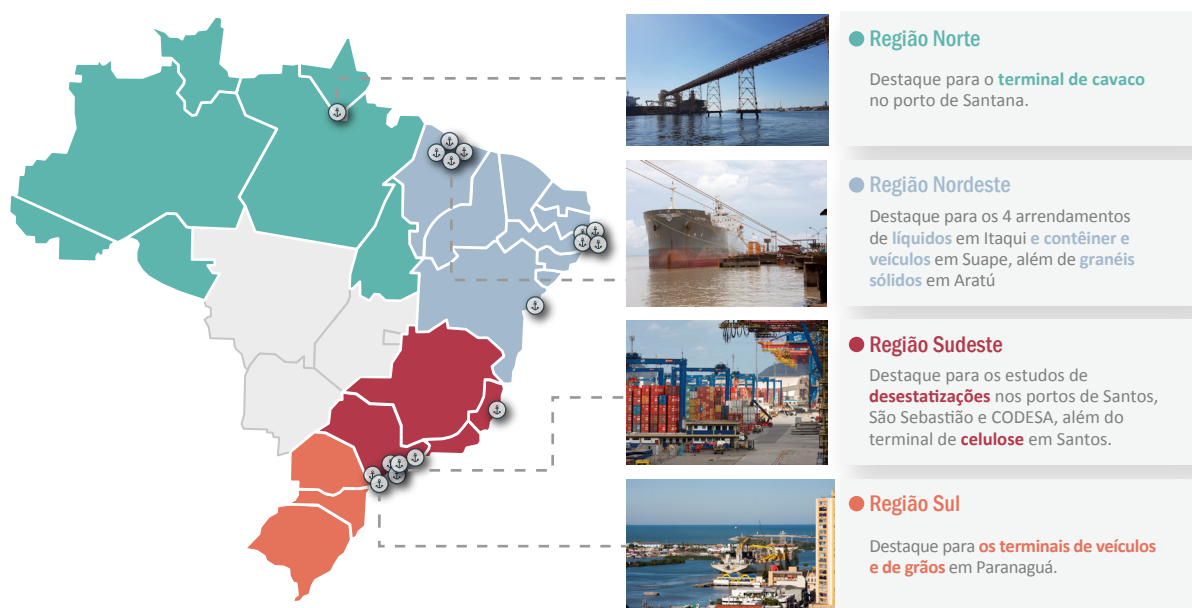 Região Norte
Destaque para o terminal de cavaco
no porto de Santana.
Região Nordeste
Destaque para os 4 arrendamentos
de líquidos em Itaqui e contêiner e
veículos em Suape, além de granéis
sólidos em Aratú
Região Sudeste
Destaque para os estudos de
desestatizações nos portos de Santos,
São Sebastião e CODESA, além do
terminal de celulose em Santos.
Região Sul
Destaque para os terminais de veículos
e de grãos em Paranaguá.